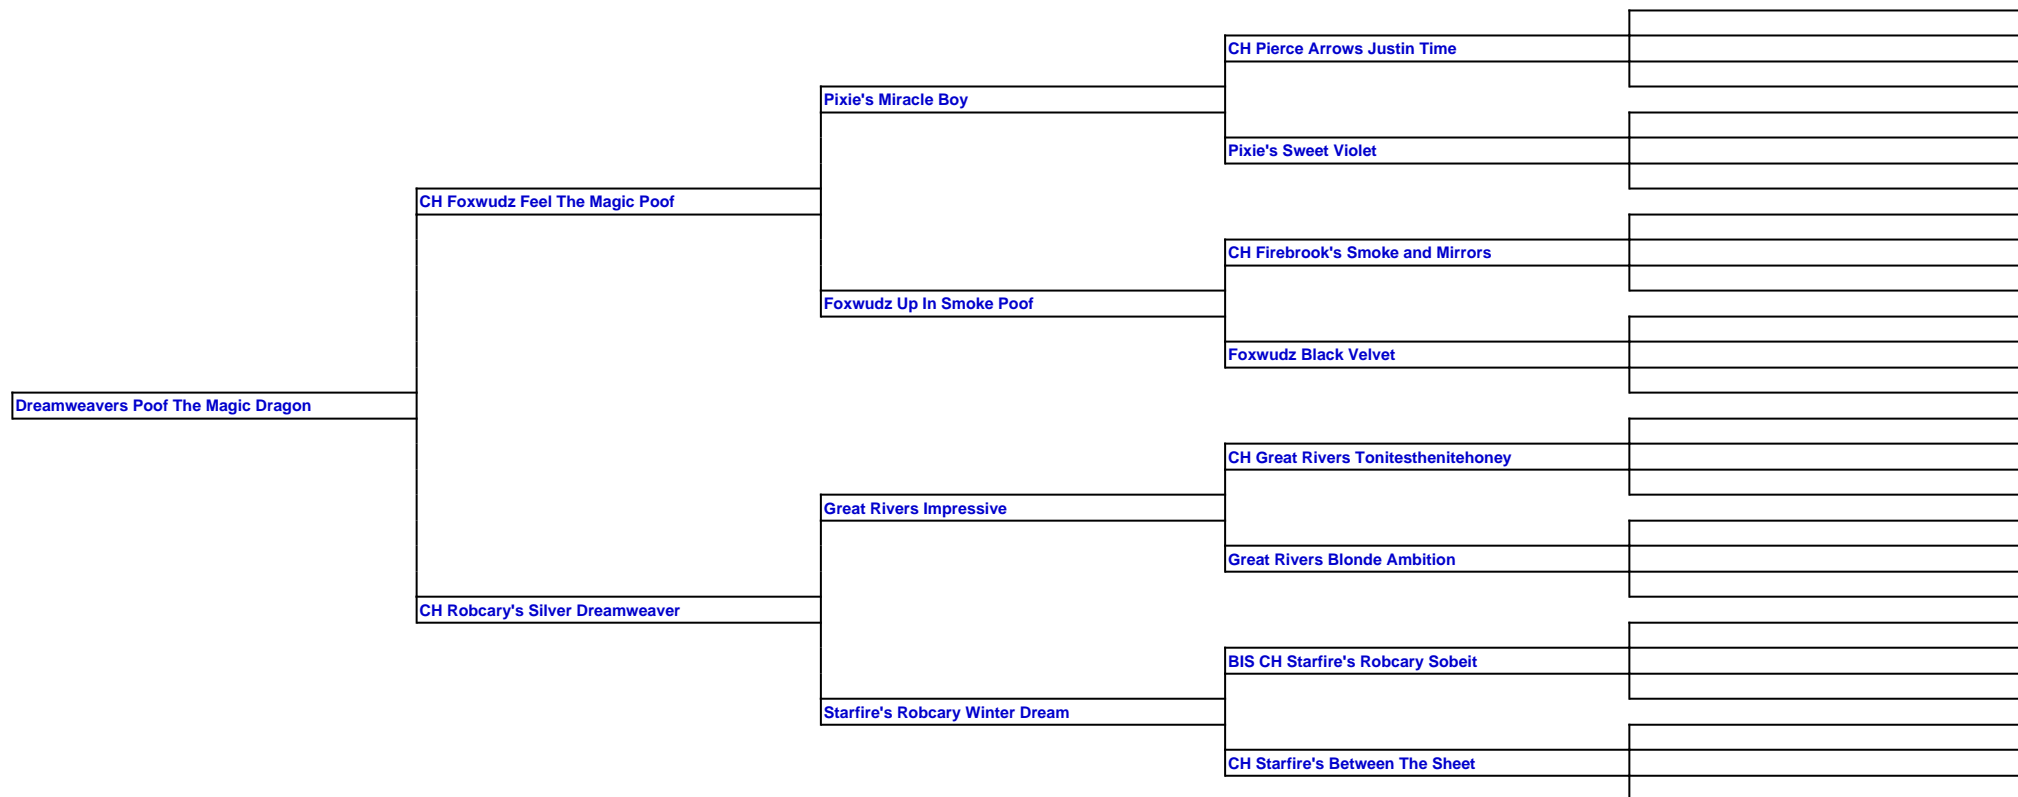 CH Pierce Arrows Justin Time
Pixie's Miracle Boy
Pixie's Sweet Violet
CH Foxwudz Feel The Magic Poof
CH Firebrook's Smoke and Mirrors
Foxwudz Up In Smoke Poof
Foxwudz Black Velvet
Dreamweavers Poof The Magic Dragon
CH Great Rivers Tonitesthenitehoney
Great Rivers Impressive
Great Rivers Blonde Ambition
CH Robcary's Silver Dreamweaver
BIS CH Starfire's Robcary Sobeit
Starfire's Robcary Winter Dream
CH Starfire's Between The Sheet